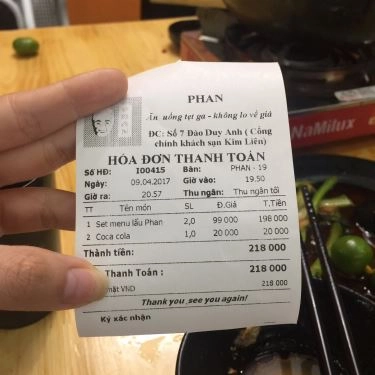 PHAN
Ăn uống tẹt ga - không lo về giá
ĐC: Số 7 Đào Duy Anh ( Cổng
chính khách sạn Kim Liên)
HÓA ĐƠN THANH TOÁN
Số HĐ: I00415 Bàn: PHAN - 19
Ngày: 09.04.2017 Giờ vào: 19.50
Giờ ra: 20.57 Thu ngân: Thu ngân tối
TT Tên món SL Đ.Giá T.Tiền
1 Set menu lẩu Phan 2,0 99 000 198 000
2 Coca cola 1,0 20 000 20 000
Thành tiền: 218 000
Thanh Toán : 218 000
mặt VND 218 000
Thank you ,see you again!
Ký xác nhận
NaMilux